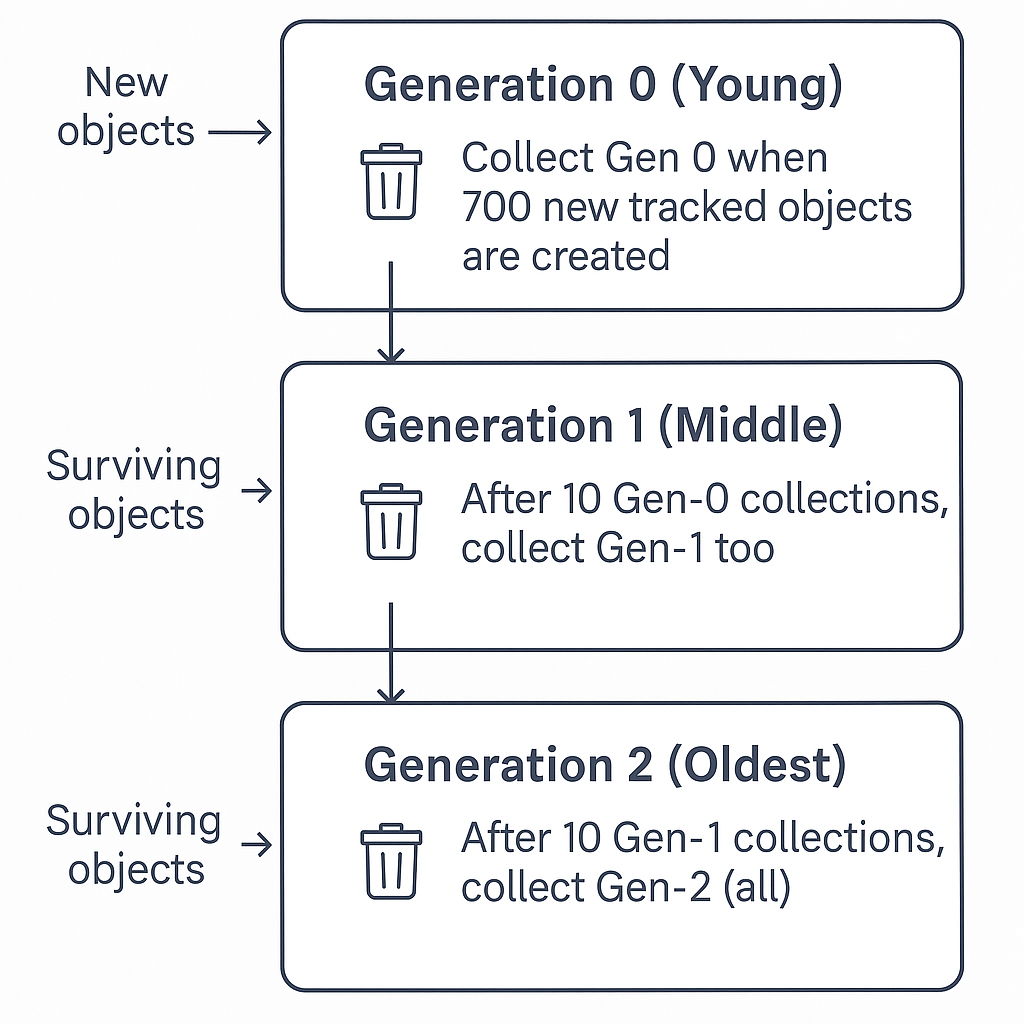 New
objects
Generation 0 (Young)
Collect Gen 0 when
700 new tracked objects
are created
Surviving
objects
Generation 1 (Middle)
After 10 Gen-0 collections,
collect Gen-1 too
Surviving
objects
Generation 2 (Oldest)
After 10 Gen-1 collections,
collect Gen-2 (all)